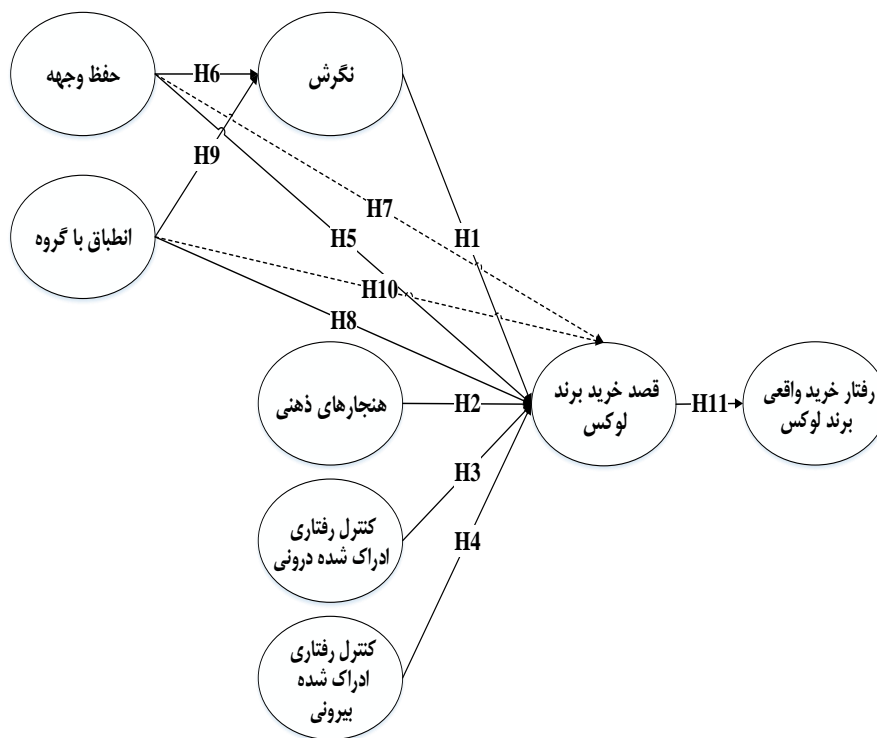 حفظ وجهه
H6
نگرش
H9
انطباق با گروه
H7
H5
H1
H10
H8
هنجارهای ذهنی
H2
قصد خرید برند
لوکس
H11
رفتار خرید واقعی
برند لوکس
H3
کنترل رفتاری
ادراک شده درونی
H4
کنترل رفتاری
ادراک شده
بیرونی